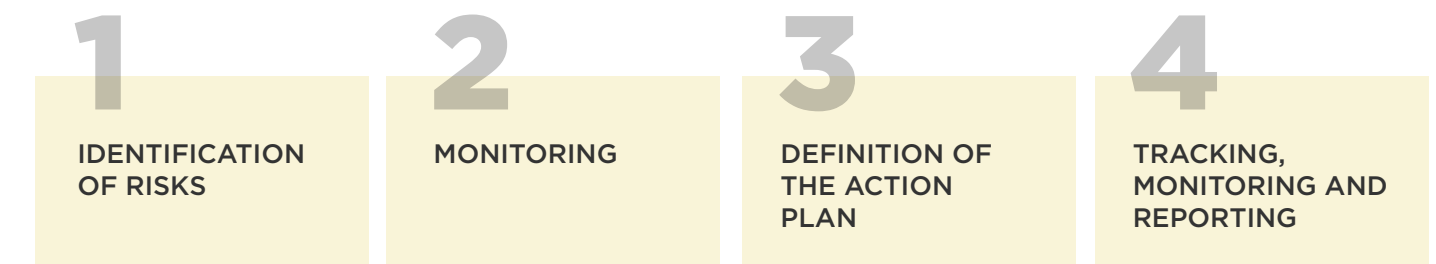 1
IDENTIFICATION
OF RISKS
2
MONITORING
3
DEFINITION OF
THE ACTION
PLAN
4
TRACKING,
MONITORING AND
REPORTING